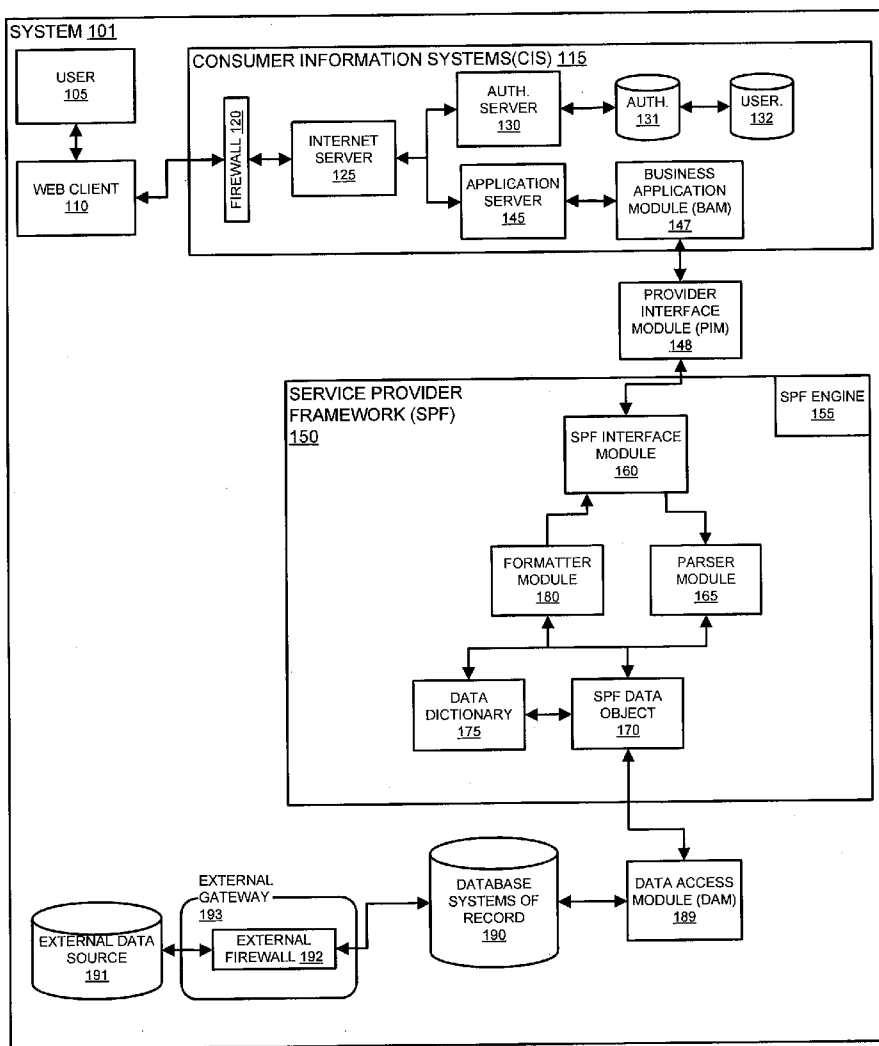 SYSTEM 101
USER
105
WEB CLIENT
110
CONSUMER INFORMATION SYSTEMS(CIS) 115
FIREWALL 120
INTERNET
SERVER
125
AUTH.
SERVER
130
AUTH.
131
USER.
132
APPLICATION
SERVER
145
BUSINESS
APPLICATION
MODULE (BAM)
147
PROVIDER
INTERFACE
MODULE (PIM)
148
SERVICE PROVIDER
FRAMEWORK (SPF)
150
SPF ENGINE
155
SPF INTERFACE
MODULE
160
FORMATTER
MODULE
180
PARSER
MODULE
165
DATA
DICTIONARY
175
SPF DATA
OBJECT
170
EXTERNAL
GATEWAY
193
EXTERNAL DATA
SOURCE
191
EXTERNAL
FIREWALL 192
DATABASE
SYSTEMS OF
RECORD
190
DATA ACCESS
MODULE (DAM)
189